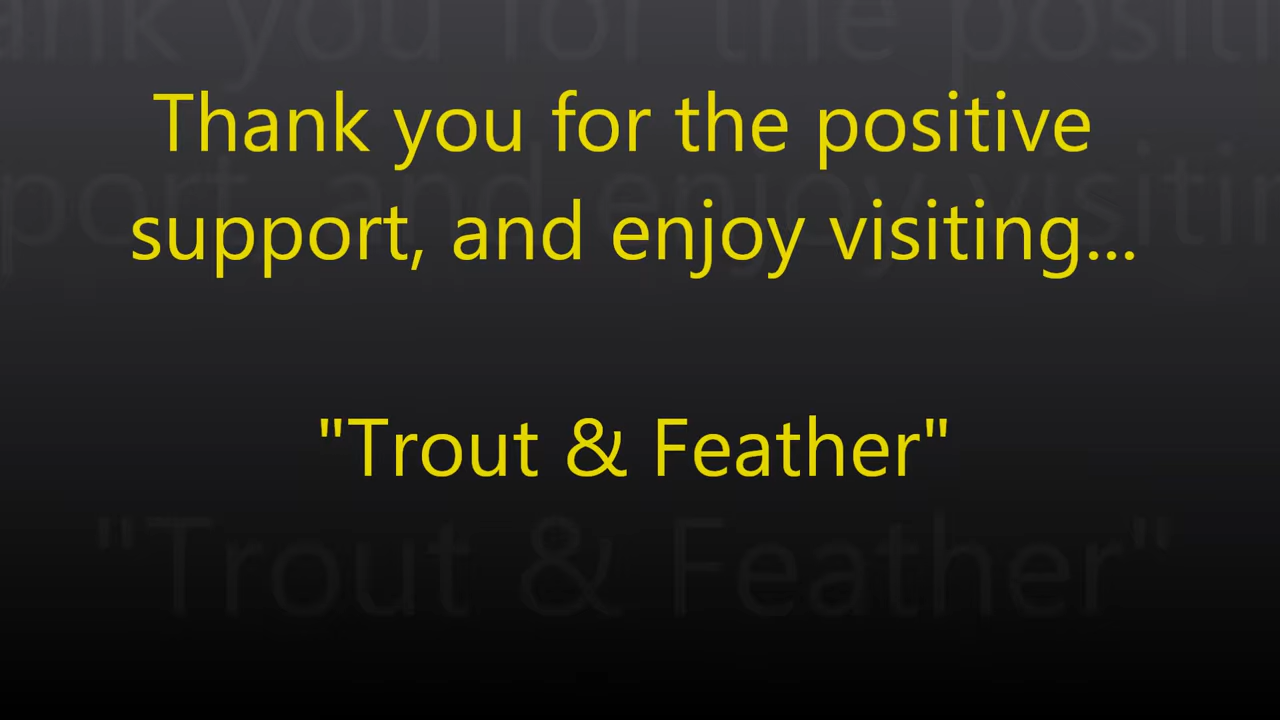 Thank you for the positive
support, and enjoy visiting...
"Trout & Feather"